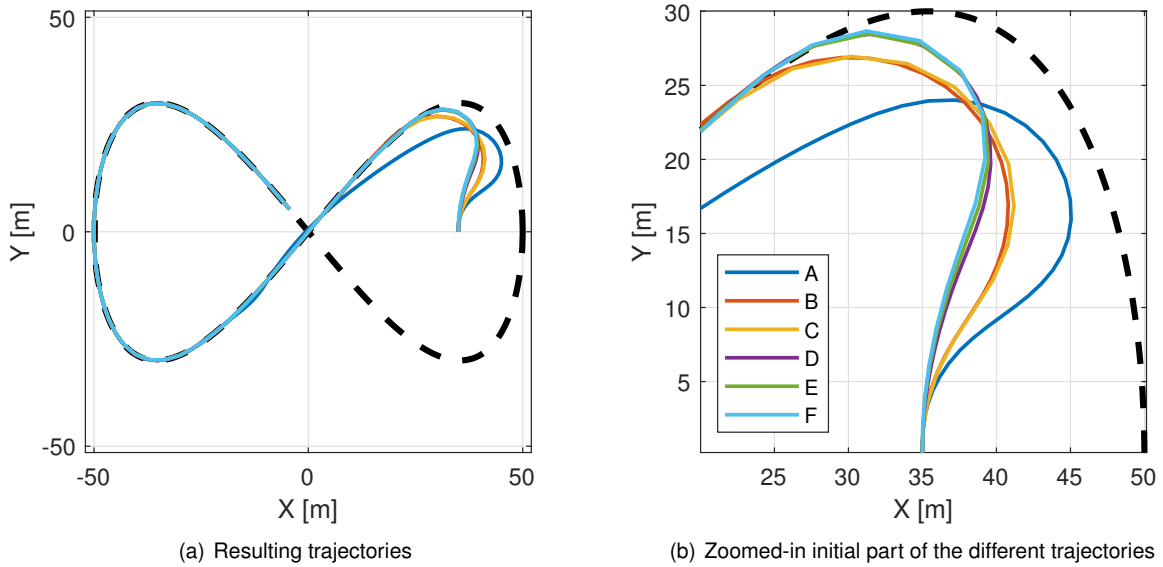 50
0
-50
-50
0
50
Y [m]
X [m]
(a) Resulting trajectories
30
25
20
15
10
5
25
30
35
40
45
50
Y [m]
X [m]
A
B
C
D
E
F
(b) Zoomed-in initial part of the different trajectories